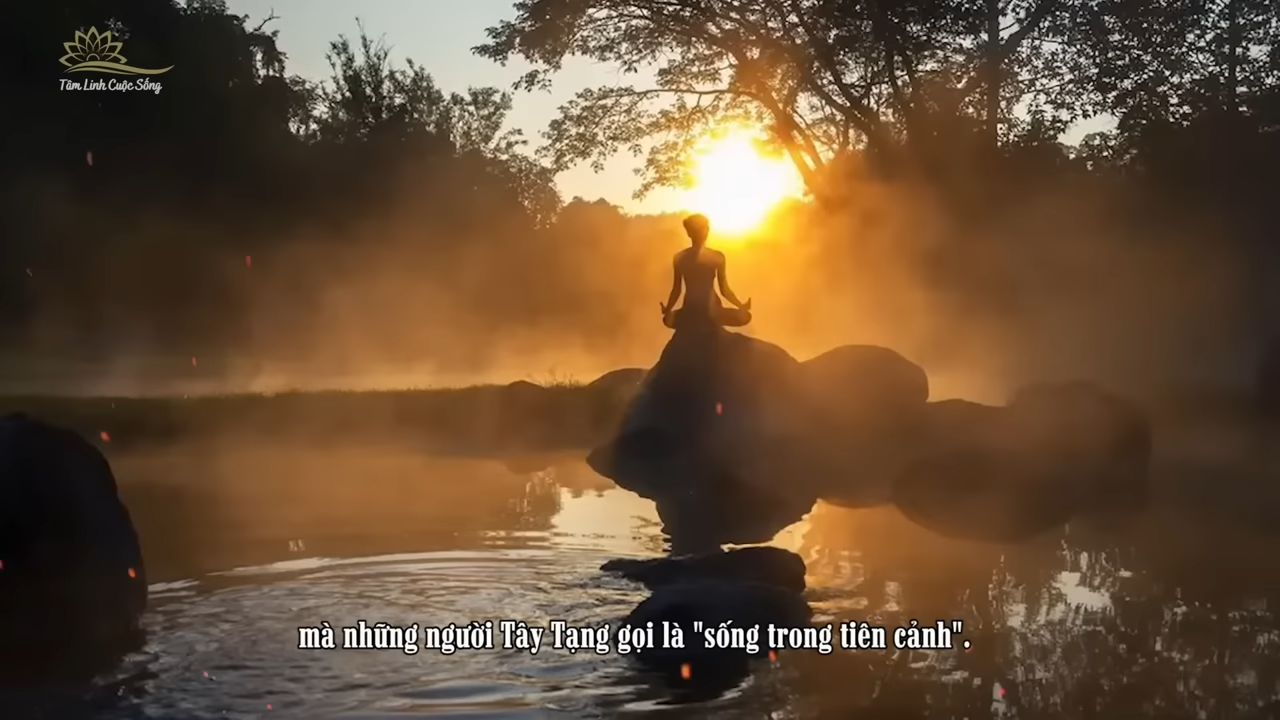 Tâm Linh Cuộc Sống
mà những người Tây Tạng gọi là "sống trong tiên cảnh".